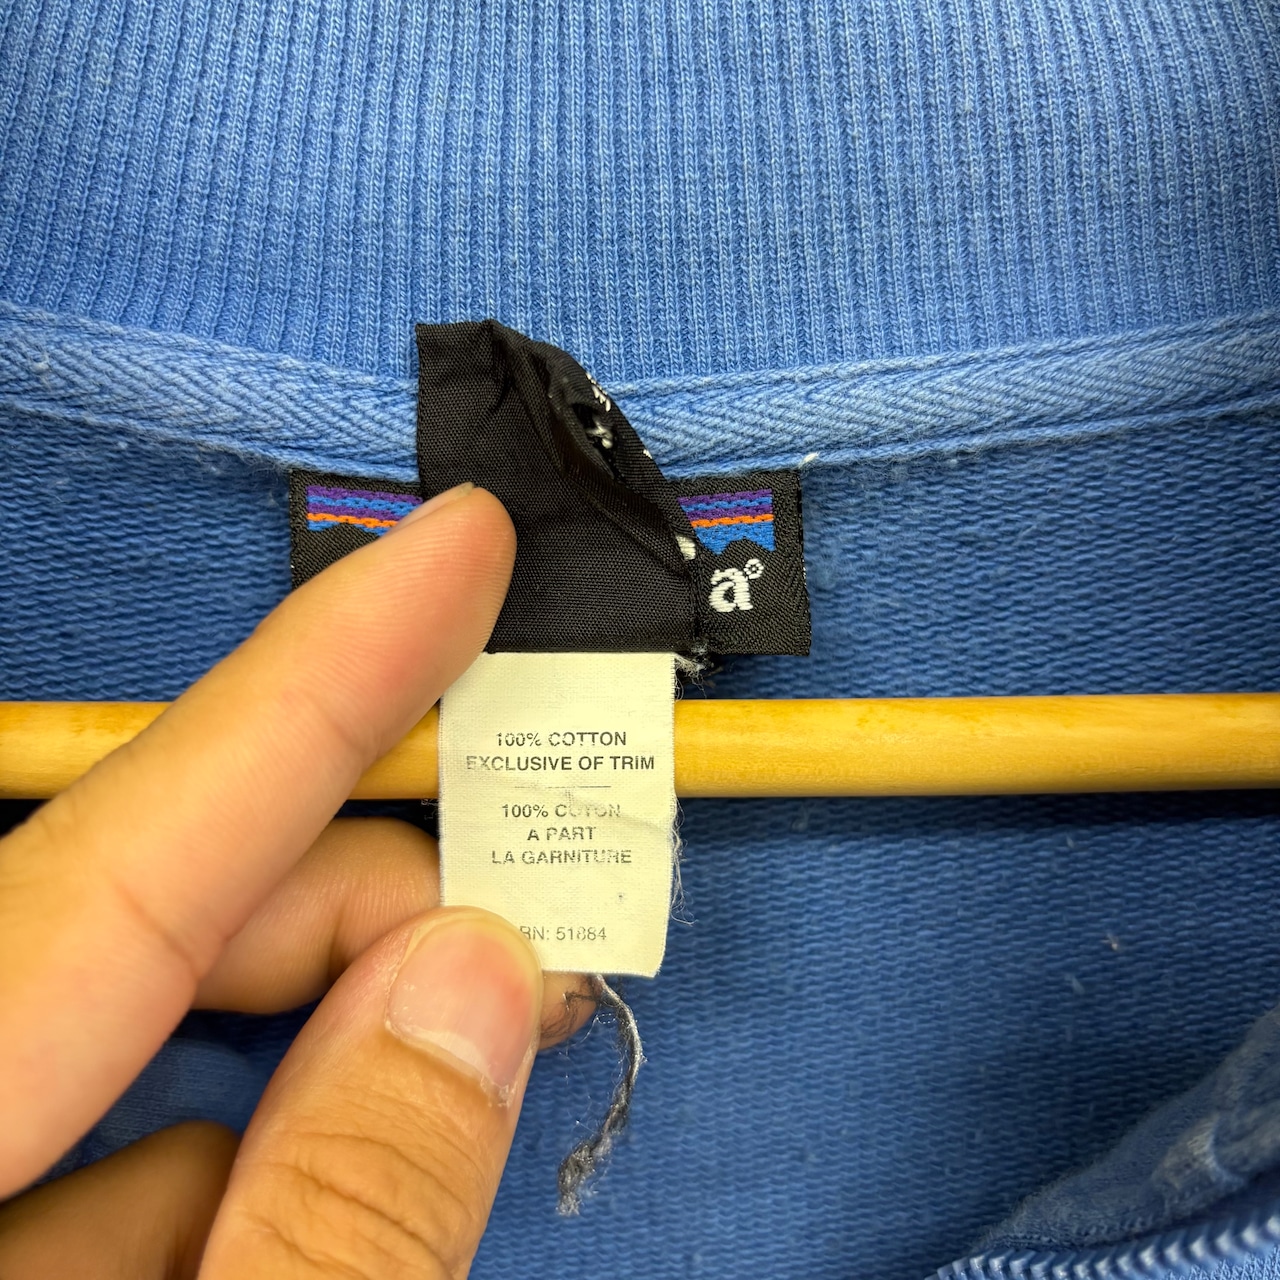 a®
100% COTTON
EXCLUSIVE OF TRIM
100% COTON
A PART
LA GARNITURE
RN: 51884